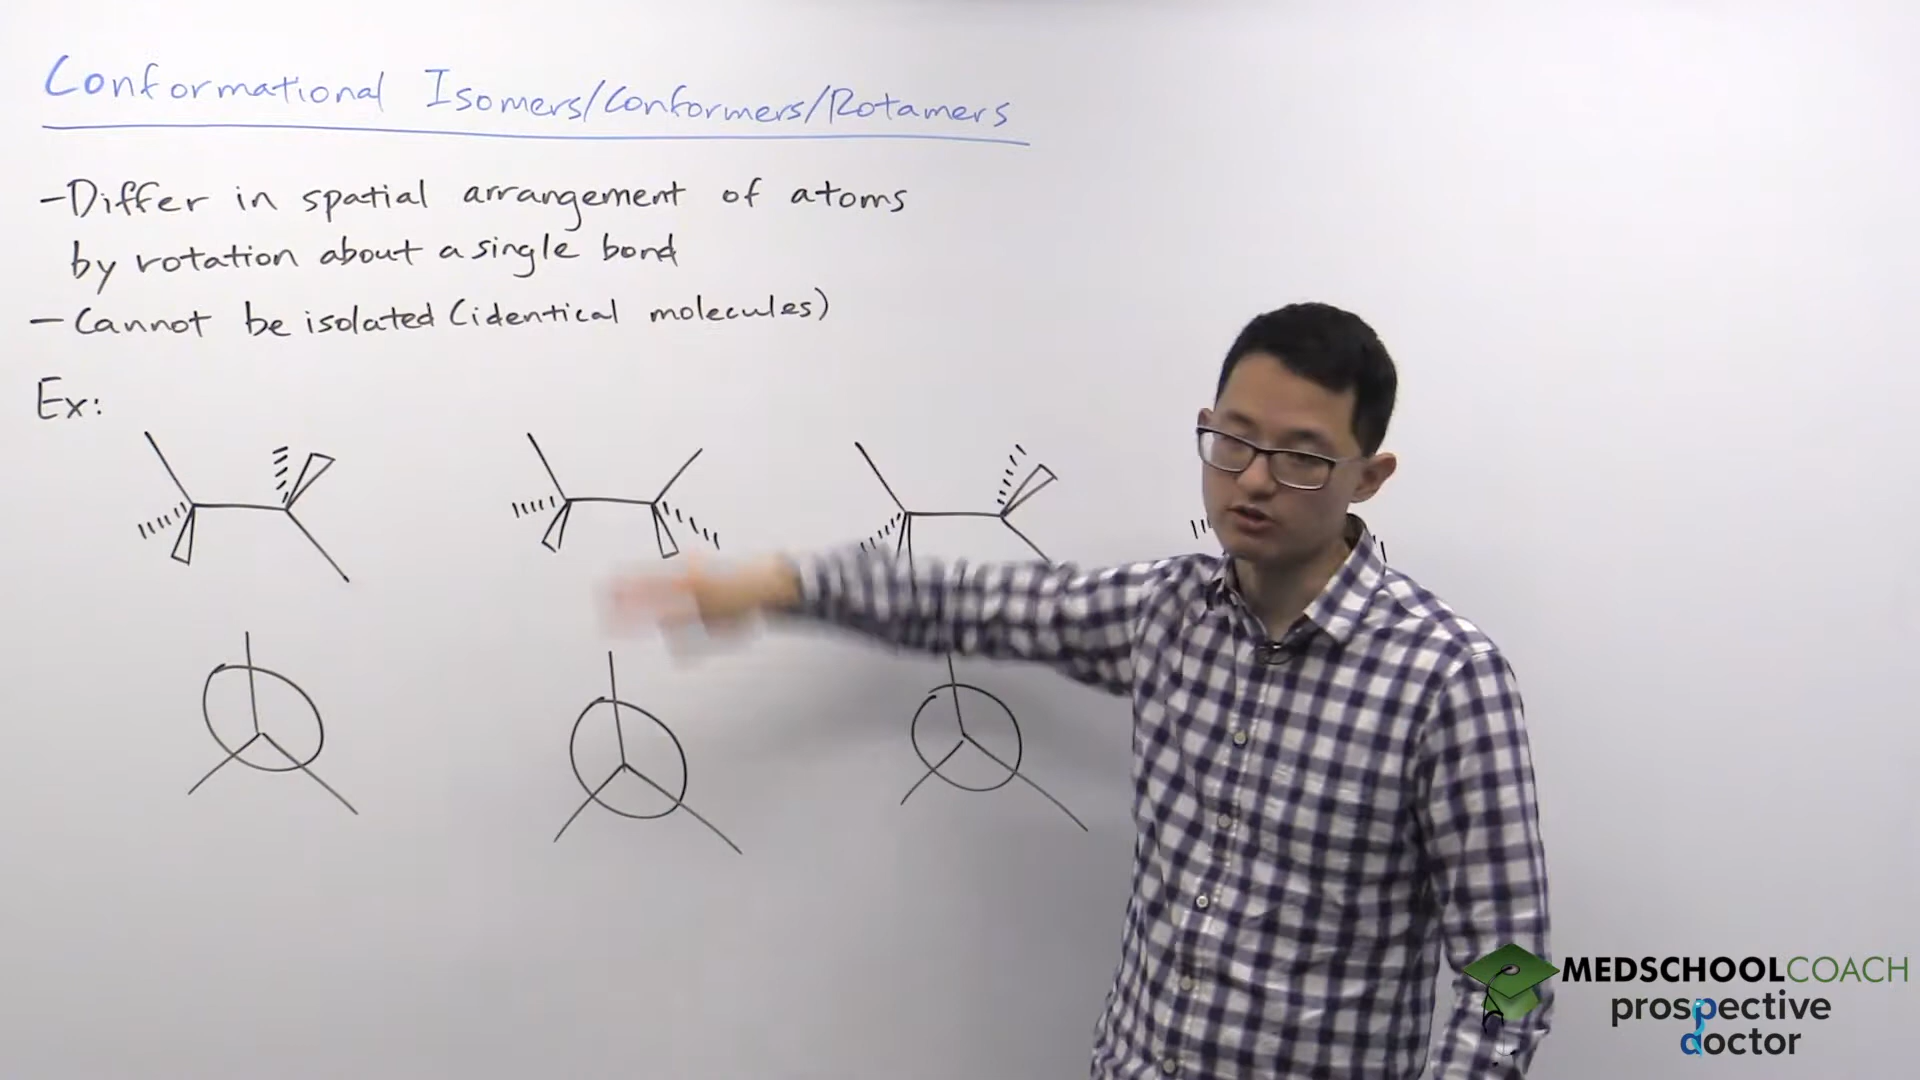 Conformational Isomers/Conformers/Rotamers
-Differ in spatial arrangement of atoms
by rotation about a single bond
- Cannot be isolated (identical molecules)
Ex:
MEDSCHOOLCOACH
prospective
doctor